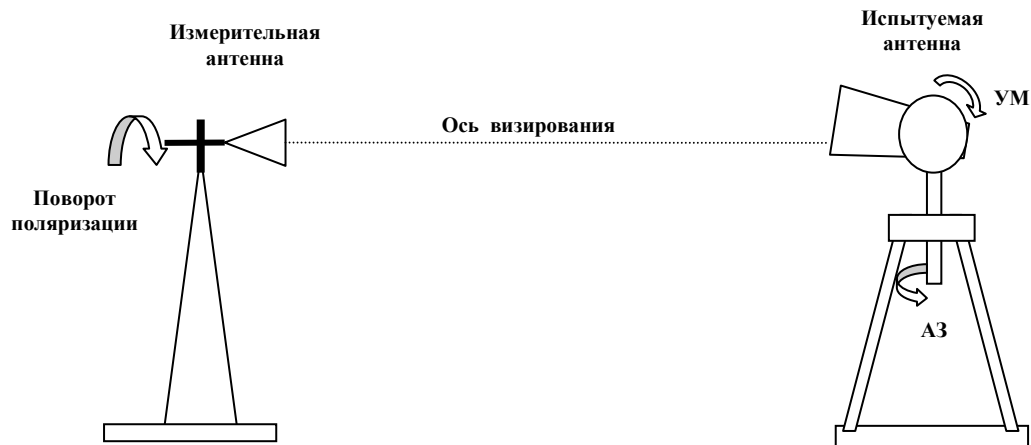 Измерительная
антенна
Испытуемая
антенна
УМ
Ось визирования
Поворот
поляризации
АЗ